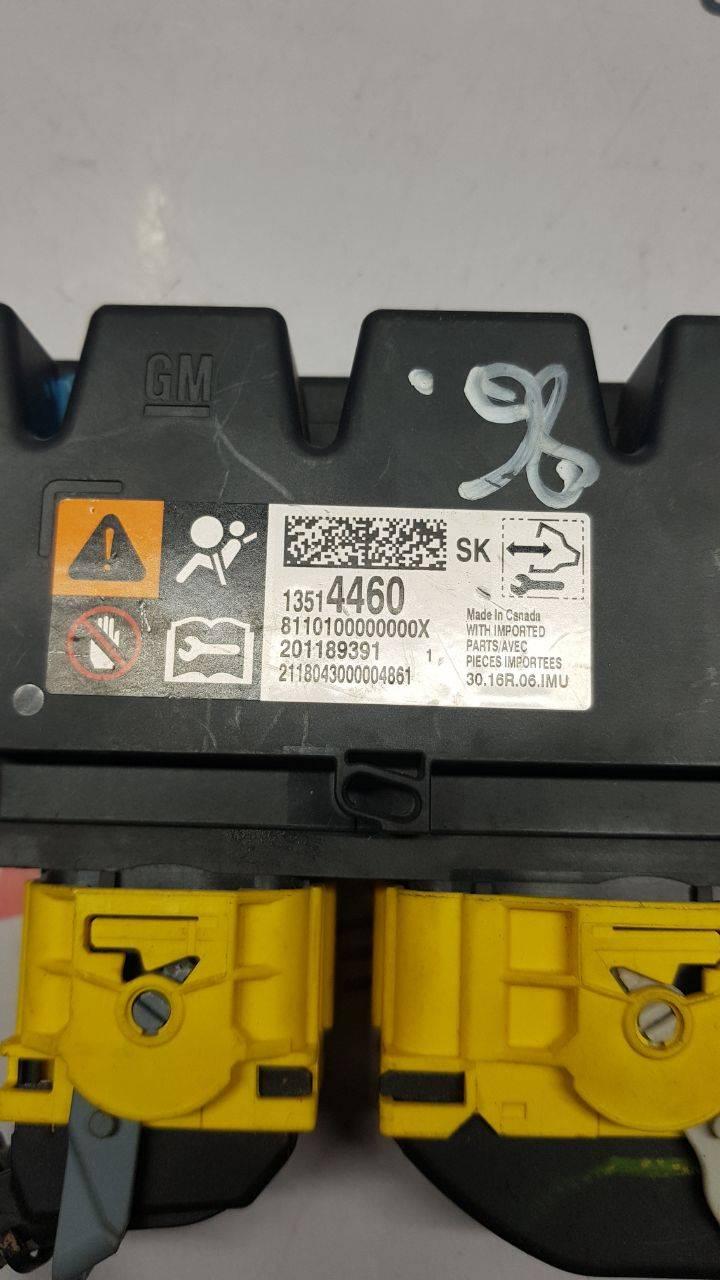 GM
98
SK
13514460
8110100000000X
201189391 1
2118043000004861
Made in Canada
WITH IMPORTED
PARTS/AVEC
PIECES IMPORTEES
30.16R.06.IMU